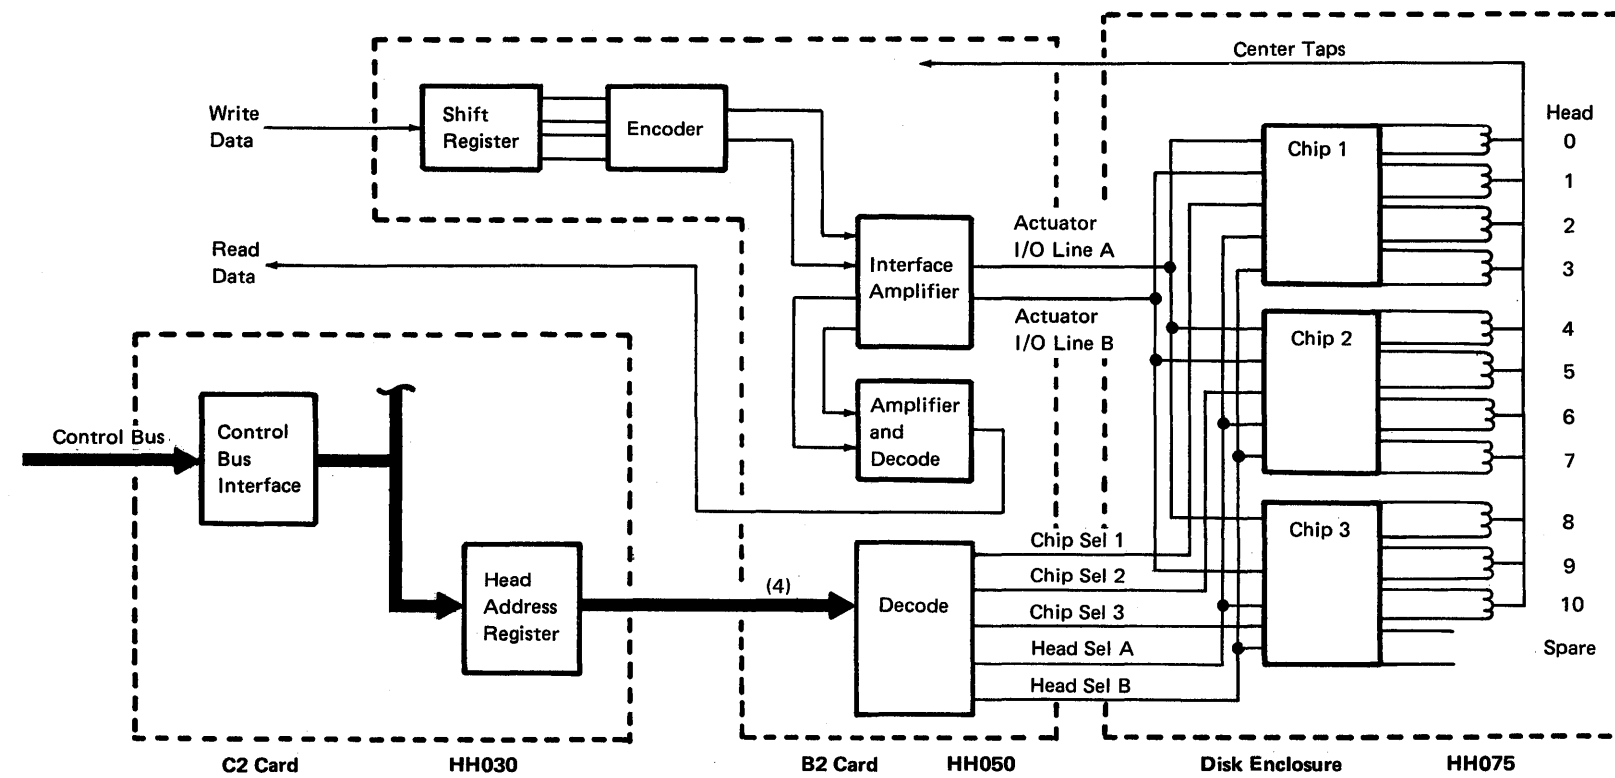 Center Taps
Write
Data
Shift
Register
Encoder
Head
0
1
2
3
4
5
6
7
8
9
10
Spare
Chip 1
Chip 2
Chip 3
Read
Data
Interface
Amplifier
Actuator
I/O Line A
Actuator
I/O Line B
Amplifier
and
Decode
Control Bus
Control
Bus
Interface
Head
Address
Register
(4)
Decode
Chip Sel 1
Chip Sel 2
Chip Sel 3
Head Sel A
Head Sel B
C2 Card HH030
B2 Card HH050
Disk Enclosure HH075